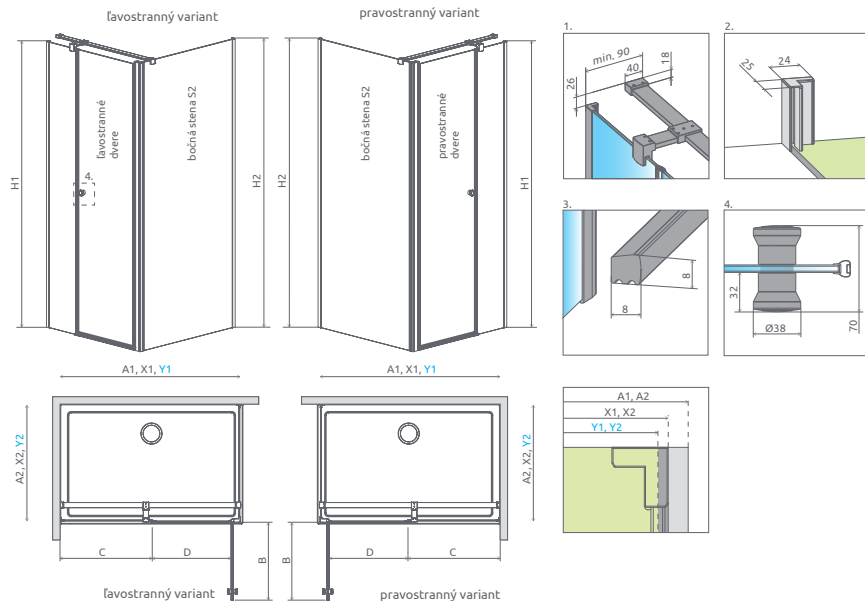 ľavostranný variant
pravostranný variant
H1
ľavostranné
dvere
4.
bočná stena S2
H2
H2
bočná stena S2
pravostranné
dvere
H1
1.
min. 90
40
18
26
2.
24
25
3.
8
8
4.
32
Ø38
70
A1, X1, Y1
A1, X1, Y1
A2, X2, Y2
A2, X2, Y2
C
D
B
B
D
C
ľavostranný variant
pravostranný variant
A1, A2
X1, X2
Y1, Y2